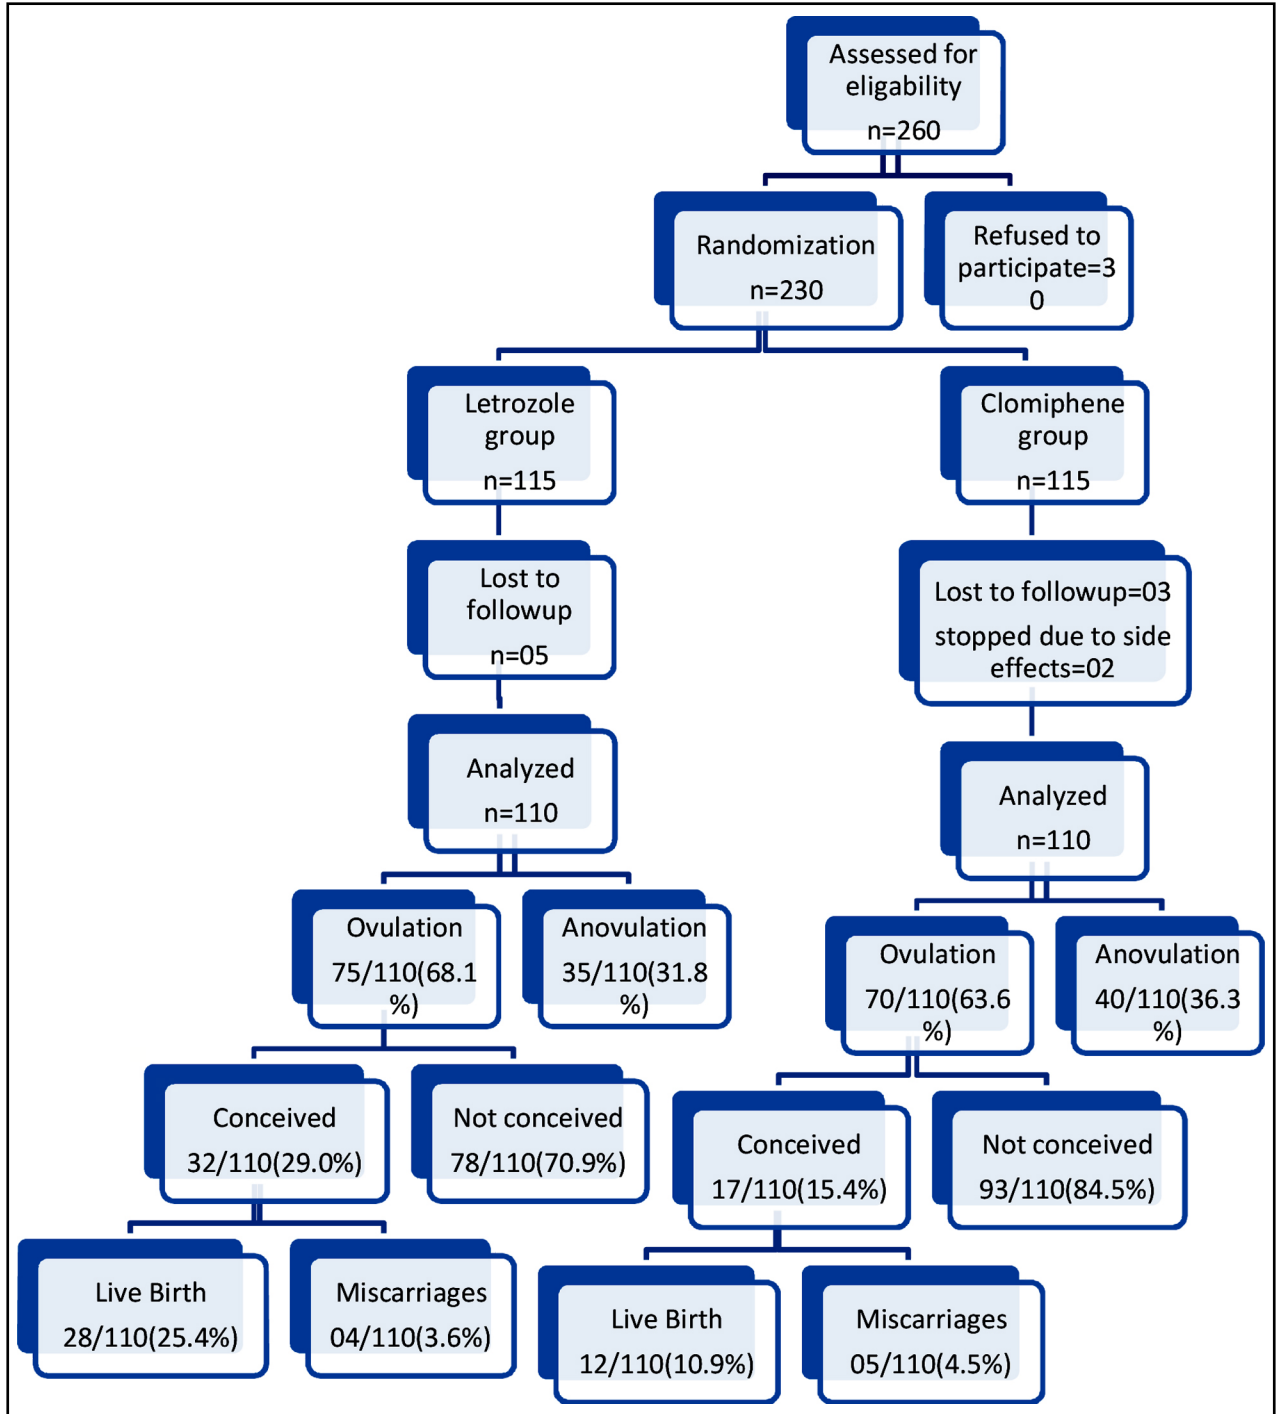 Assessed for
eligability
n=260
Randomization
n=230
Refused to
participate=3
0
Letrozole
group
n=115
Clomiphene
group
n=115
Lost to
followup
n=05
Lost to followup=03
stopped due to side
effects=02
Analyzed
n=110
Analyzed
n=110
Ovulation
75/110(68.1
%)
Anovulation
35/110(31.8
%)
Ovulation
70/110(63.6
%)
Anovulation
40/110(36.3
%)
Conceived
32/110(29.0%)
Not conceived
78/110(70.9%)
Conceived
17/110(15.4%)
Not conceived
93/110(84.5%)
Live Birth
28/110(25.4%)
Miscarriages
04/110(3.6%)
Live Birth
12/110(10.9%)
Miscarriages
05/110(4.5%)